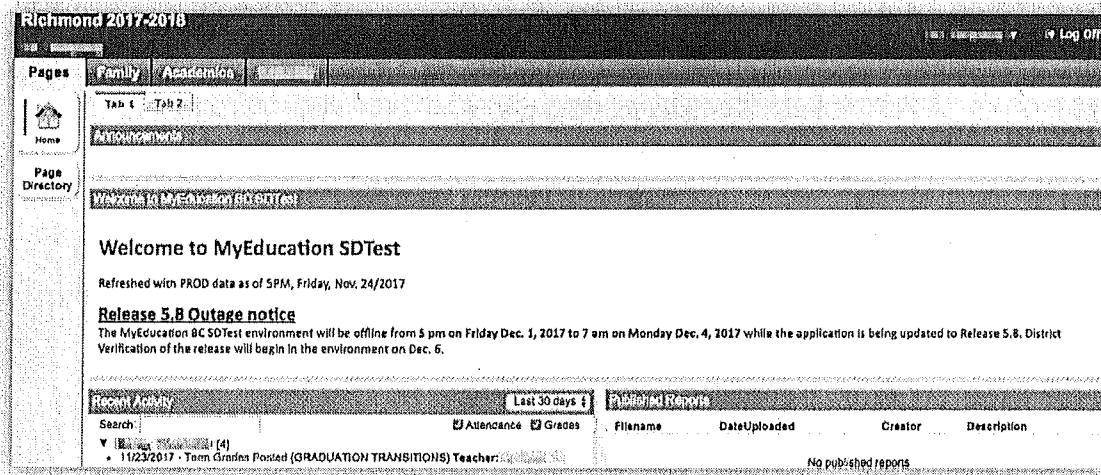 Richmond 2017-2018
Log Off
Pages
Family
Academics
Tab 1
Tab 2
Home
Announcements
Page Directory
Welcome to MyEducation BC SDTest
Welcome to MyEducation SDTest
Refreshed with PROD data as of 5PM, Friday, Nov. 24/2017
Release 5.8 Outage notice
The MyEducation BC SDTest environment will be offline from 5 pm on Friday Dec. 1, 2017 to 7 am on Monday Dec. 4, 2017 while the application is being updated to Release 5.8. District
Verification of the release will begin in the environment on Dec. 6.
Recent Activity
Last 30 days
Published Reports
Search:
Attendance
Grades
Filename
DateUploaded
Creator
Description
[4]
11/23/2017 - Term Grades Posted (GRADUATION TRANSITIONS) Teacher:
No published reports